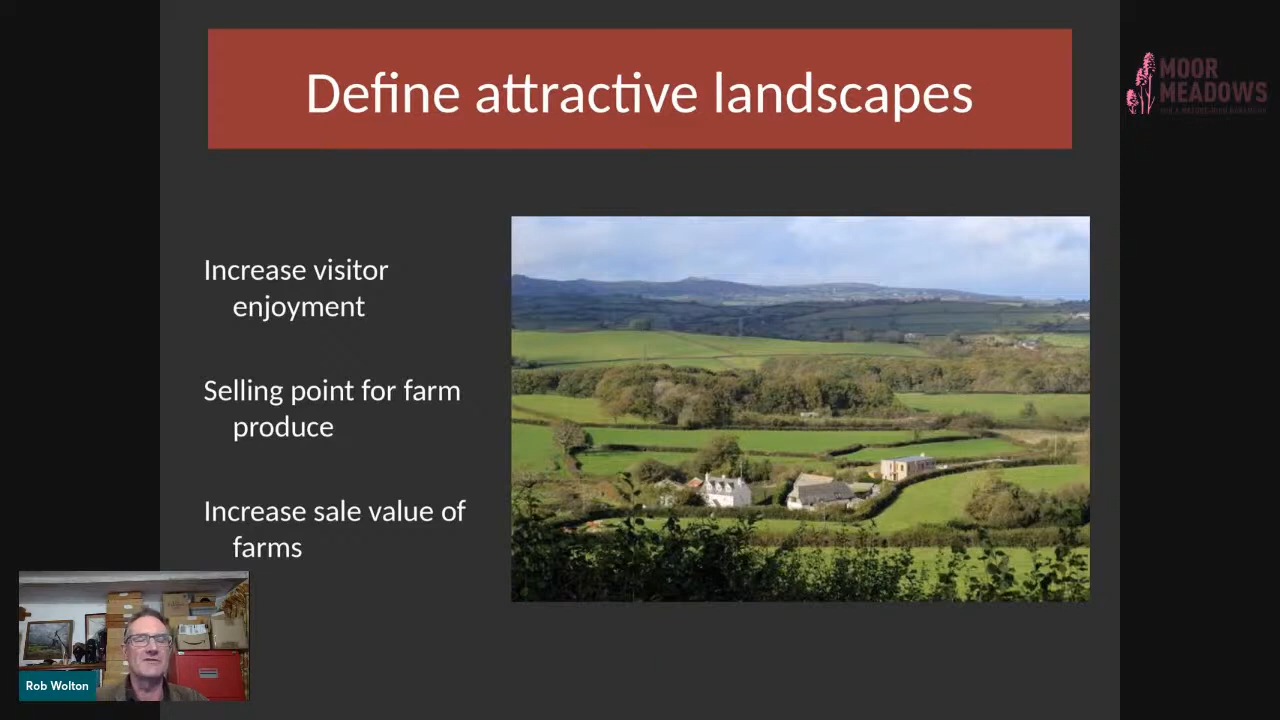 Define attractive landscapes
MOOR
MEADOWS
Increase visitor
enjoyment
Selling point for farm
produce
Increase sale value of
farms
Rob Wolton